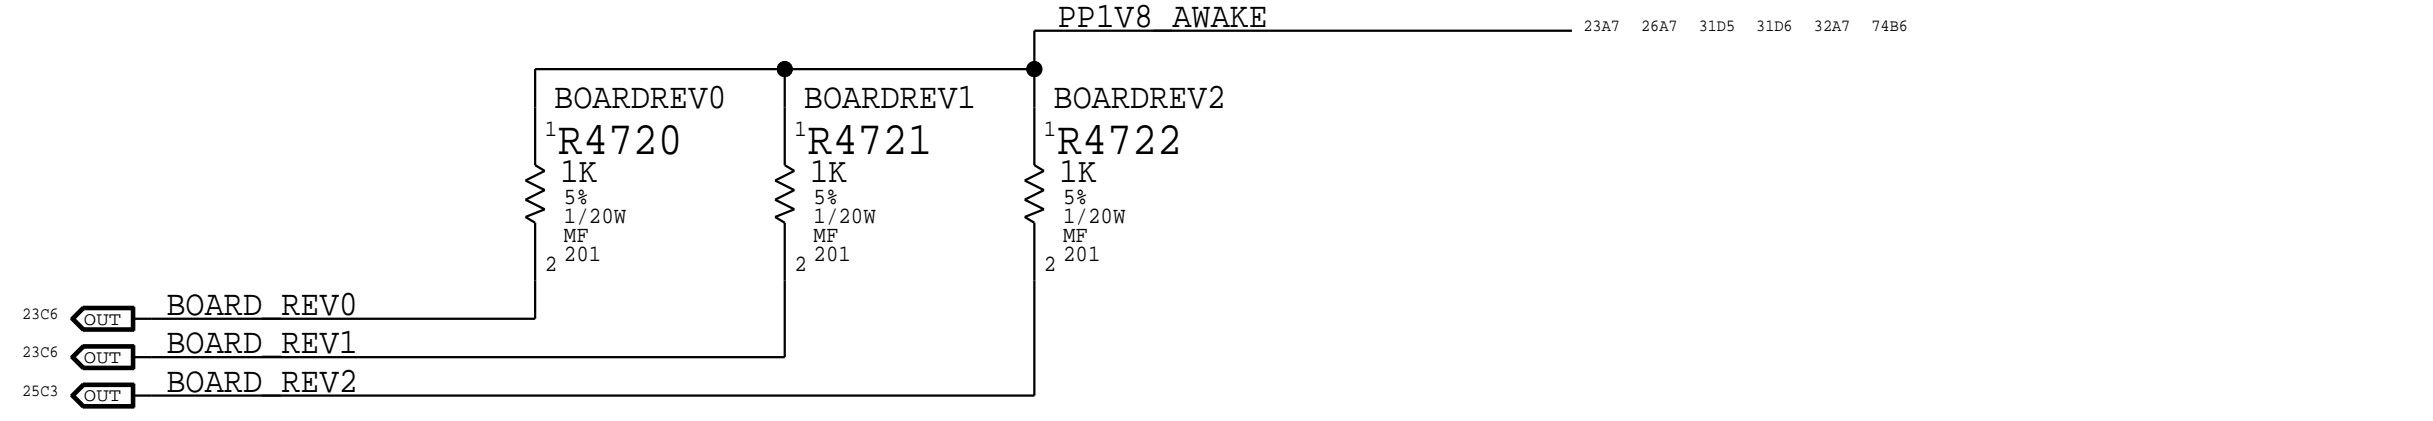 PP1V8_AWAKE 23A7 26A7 31D5 31D6 32A7 74B6
BOARDREV0 BOARDREV1 BOARDREV2
1 R4720 1 R4721 1 R4722
1K 1K 1K
5% 5% 5%
1/20W 1/20W 1/20W
MF MF MF
2 201 2 201 2 201
23C6 OUT BOARD_REV0
23C6 OUT BOARD_REV1
25C3 OUT BOARD_REV2